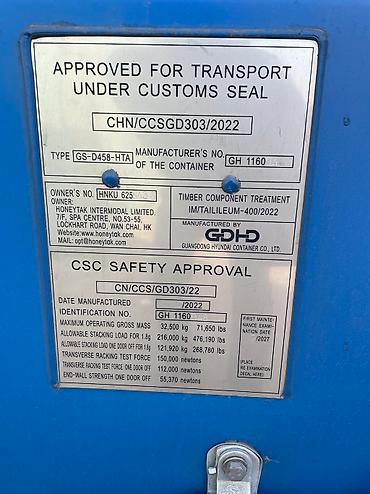 APPROVED FOR TRANSPORT
UNDER CUSTOMS SEAL
CHN/CCSGD303/2022
TYPE GS-D458-HTA MANUFACTURER'S NO. OF THE CONTAINER GH 1160
OWNER'S NO. HNKU 625
OWNER:
HONEYTAK INTERMODAL LIMITED.
7/F, SPA CENTRE, NO.53-55,
LOCKHART ROAD, WAN CHAI, HK
Website:www.honeytak.com
MAIL: opt@honeytak.com
TIMBER COMPONENT TREATMENT
IM/TAILILEUM-400/2022
MANUFACTURED BY
GUANGDONG HYUNDAI CONTAINER CO., LTD.
CSC SAFETY APPROVAL
CN/CCS/GD303/22
DATE MANUFACTURED /2022
IDENTIFICATION NO. GH 1160
MAXIMUM OPERATING GROSS MASS 32,500 kg 71,650 lbs
ALLOWABLE STACKING LOAD FOR 1.8g 216,000 kg 476,190 lbs
ALLOWABLE STACKING LOAD ONE DOOR OFF FOR 1.8g 121,920 kg 268,780 lbs
TRANSVERSE RACKING TEST FORCE 150,000 newtons
TRANSVERSE RACKING TEST FORCE ONE DOOR OFF 112,000 newtons
END-WALL STRENGTH ONE DOOR OFF 55,370 newtons
FIRST MAINTE-
NANCE EXAMI-
NATION DATE
/2027
(PLACE
RE EXAMINATION
DECAL HERE)